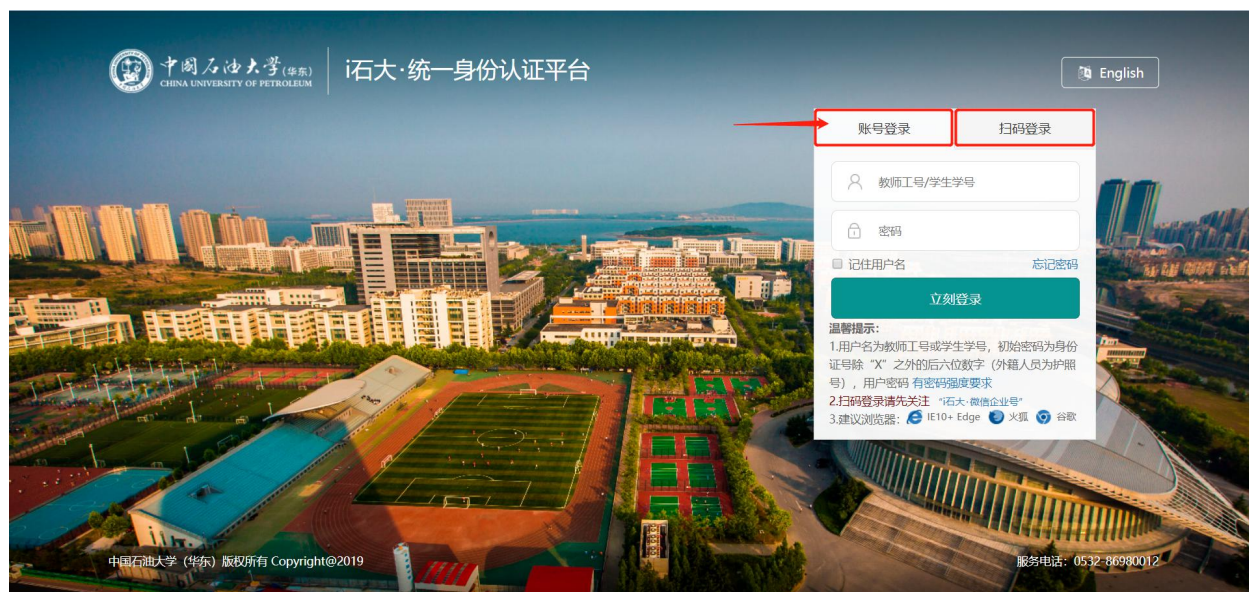 中国石油大学(华东)
CHINA UNIVERSITY OF PETROLEUM
i石大·统一身份认证平台
English
账号登录
扫码登录
教师工号/学生学号
密码
记住用户名
忘记密码
立刻登录
温馨提示：
1.用户名为教师工号或学生学号，初始密码为身份
证号除“X”之外的后六位数字（外籍人员为护照
号），用户密码 有密码强度要求
2.扫码登录请先关注 “i石大·微信企业号”
3.建议浏览器： IE10+ Edge 火狐 谷歌
中国石油大学（华东）版权所有 Copyright@2019
服务电话：0532-86980012